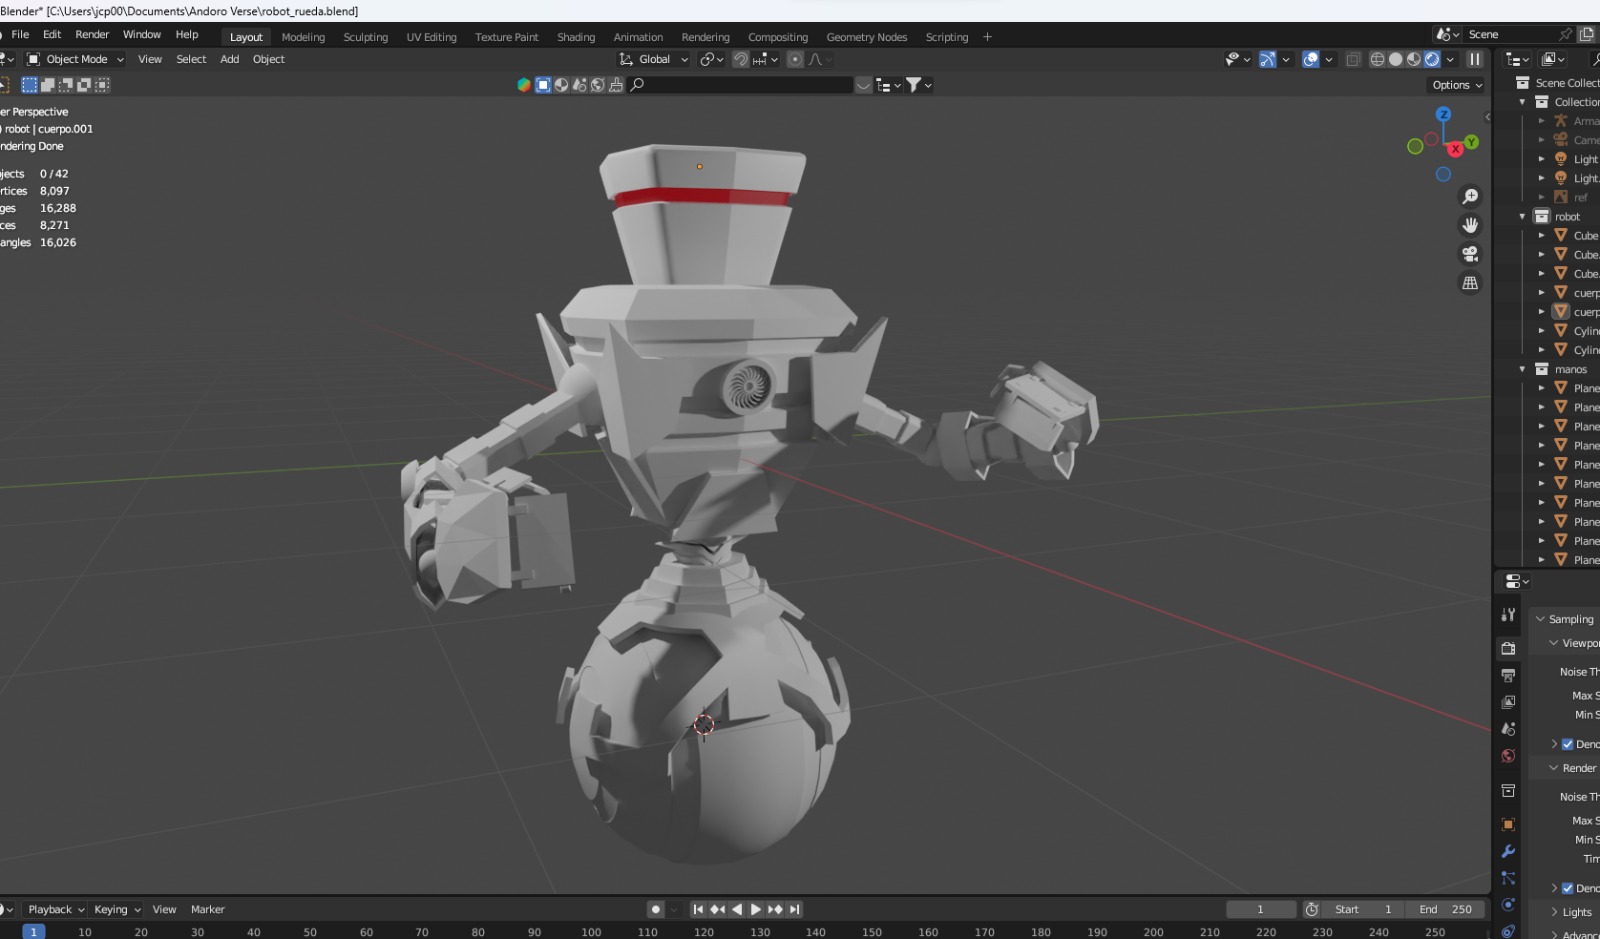 Blender* [C:\Users\jcp00\Documents\Andoro Verse\robot_rueda.blend]
File Edit Render Window Help Layout Modeling Sculpting UV Editing Texture Paint Shading Animation Rendering Compositing Geometry Nodes Scripting + Scene
Object Mode View Select Add Object Global
Options
er Perspective
) robot | cuerpo.001
ndering Done
jects 0 / 42
rtices 8,097
ges 16,288
ces 8,271
angles 16,026
Z
Y
X
Scene Collect
Collection
Arma
Came
Light
Light.
ref
robot
Cube
Cube.
Cube.
cuerp
cuerp
Cylin
Cylin
manos
Plane
Plane
Plane
Plane
Plane
Plane
Plane
Plane
Plane
Plane
Sampling
Viewpor
Noise Th
Max S
Min S
Deno
Render
Noise Th
Max S
Min S
Tim
Deno
Lights
Advanc
Playback Keying View Marker 1 Start 1 End 250
1 10 20 30 40 50 60 70 80 90 100 110 120 130 140 150 160 170 180 190 200 210 220 230 240 250